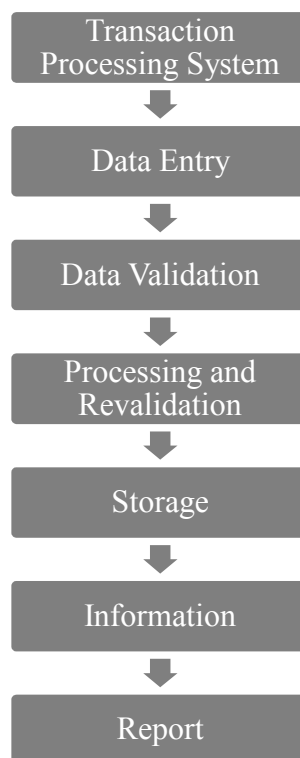 Transaction
Processing System
Data Entry
Data Validation
Processing and
Revalidation
Storage
Information
Report